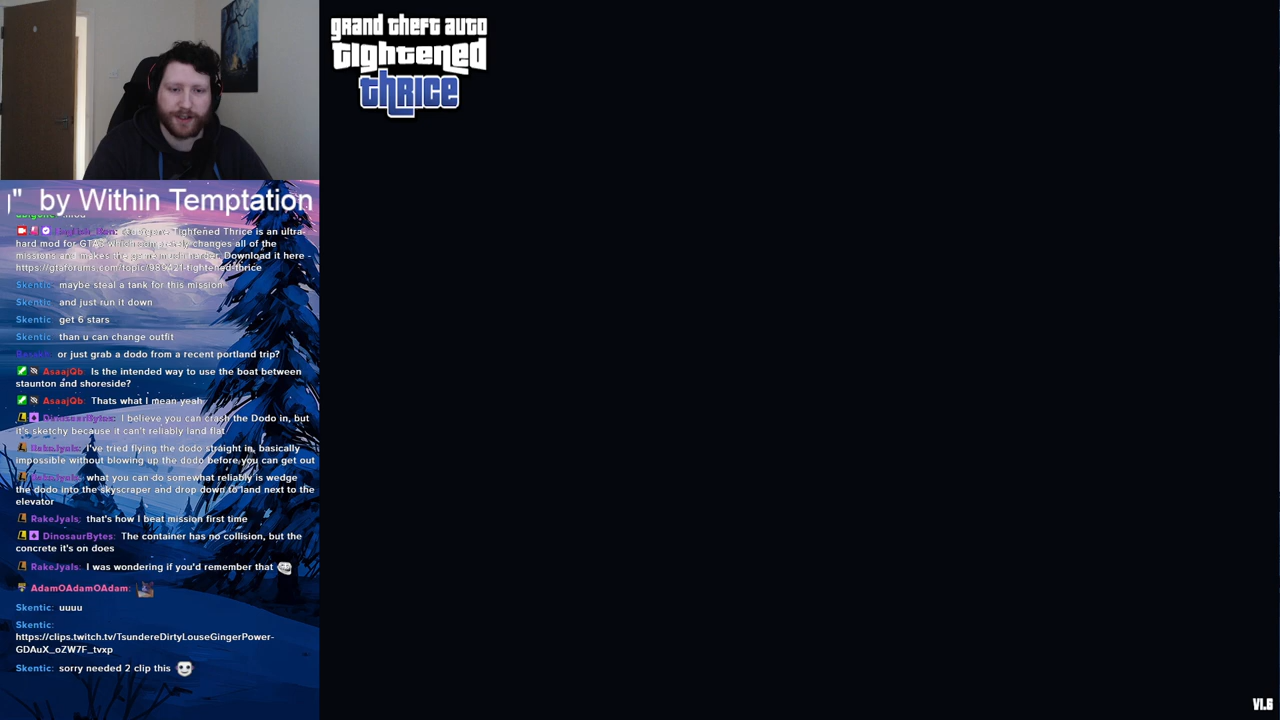 grand theft auto
tightened
thrice
" by Within Temptation
Tightened Thrice is an ultra-
hard mod for GTA3 which completely changes all of the
missions and makes the game much harder. Download it here -
https://gtaforums.com/topic/989421-tightened-thrice
Skentic: maybe steal a tank for this mission
Skentic: and just run it down
Skentic: get 6 stars
Skentic: than u can change outfit
or just grab a dodo from a recent portland trip?
AsaajQb: Is the intended way to use the boat between
staunton and shoreside?
AsaajQb: Thats what I mean yeah
DinosaurBytes: I believe you can crash the Dodo in, but
it's sketchy because it can't reliably land flat
RakeJyals: I've tried flying the dodo straight in, basically
impossible without blowing up the dodo before you can get out
RakeJyals: what you can do somewhat reliably is wedge
the dodo into the skyscraper and drop down to land next to the
elevator
RakeJyals: that's how I beat mission first time
DinosaurBytes: The container has no collision, but the
concrete it's on does
RakeJyals: I was wondering if you'd remember that
AdamOAdamOAdam:
Skentic: uuuu
Skentic:
https://clips.twitch.tv/TsundereDirtyLouseGingerPower-
GDAuX_oZW7F_tvxp
Skentic: sorry needed 2 clip this
V1.6